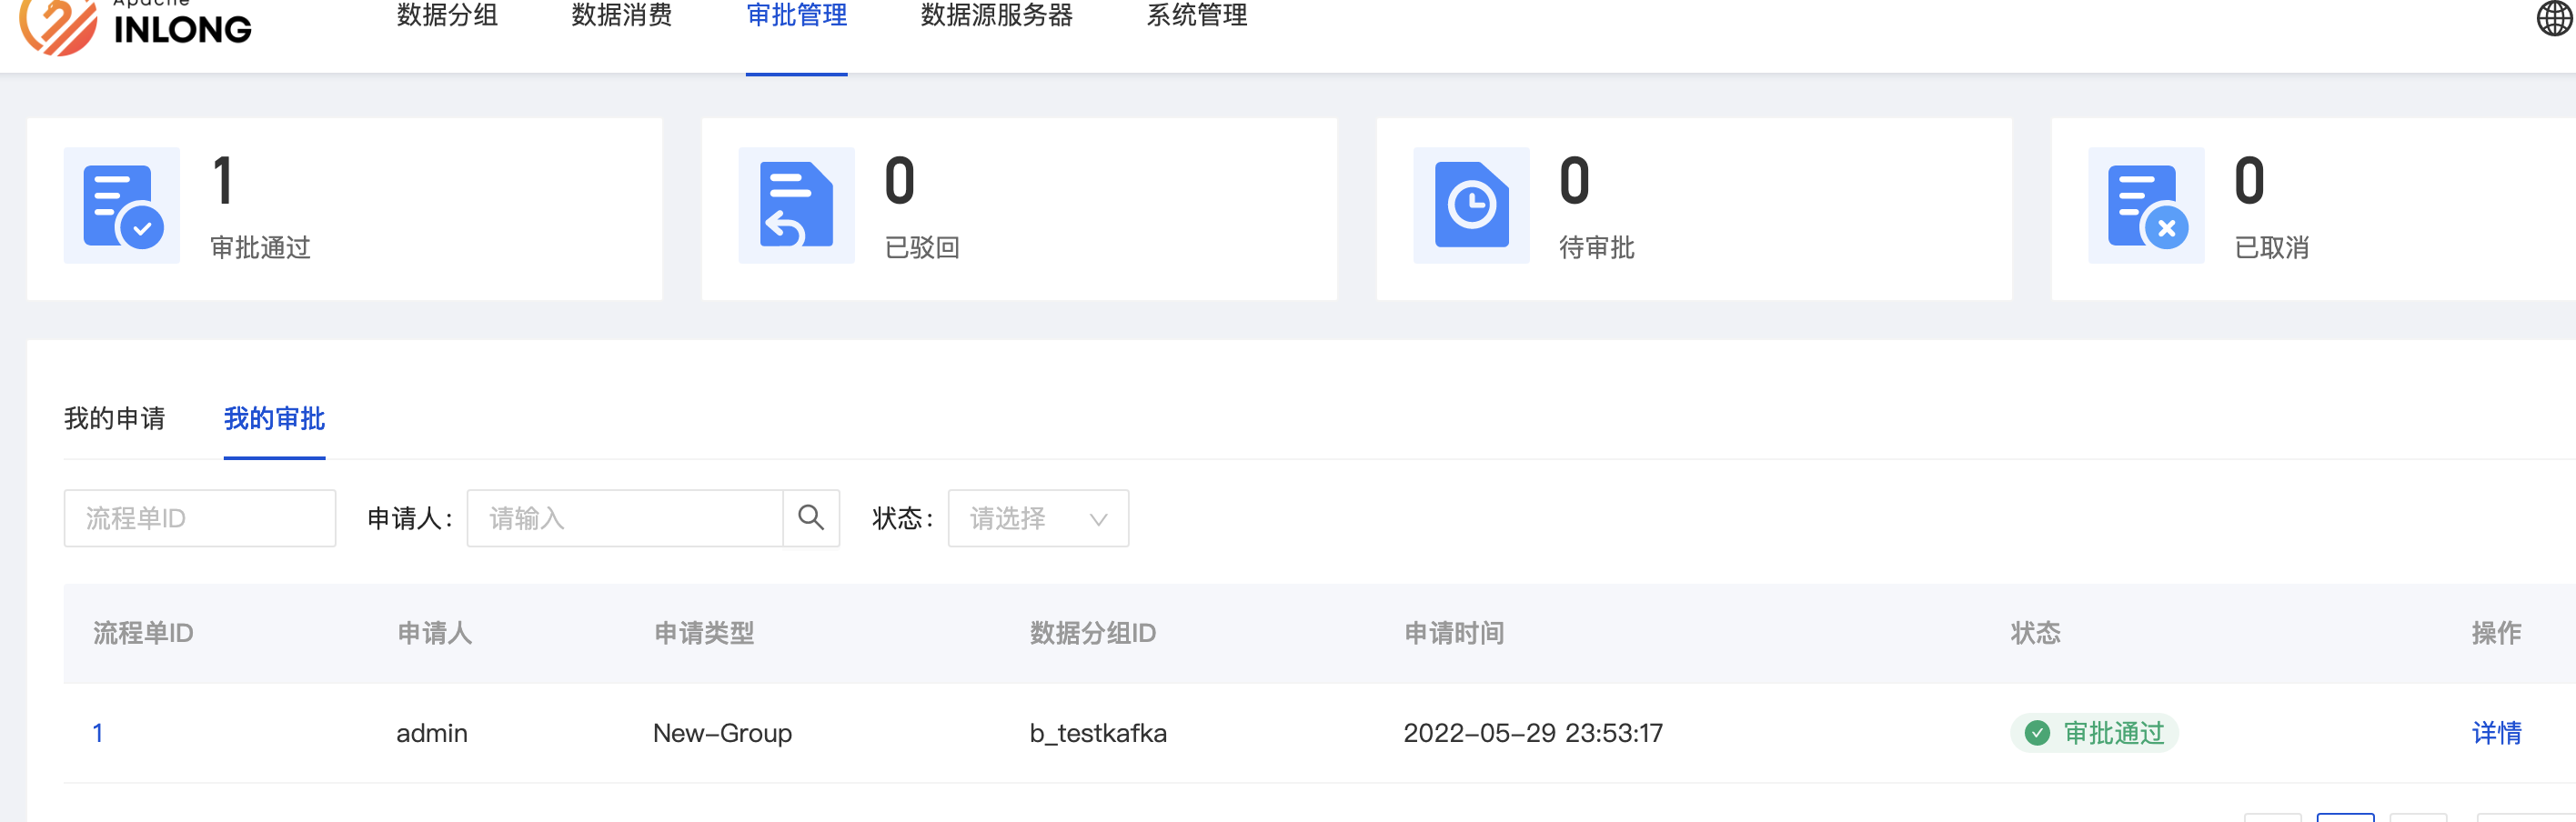 Apache
INLONG
数据分组 数据消费 审批管理 数据源服务器 系统管理
1
审批通过
0
已驳回
0
待审批
0
已取消
我的申请 我的审批
流程单ID 申请人: 请输入 状态: 请选择
流程单ID 申请人 申请类型 数据分组ID 申请时间 状态 操作
1 admin New-Group b_testkafka 2022-05-29 23:53:17 审批通过 详情